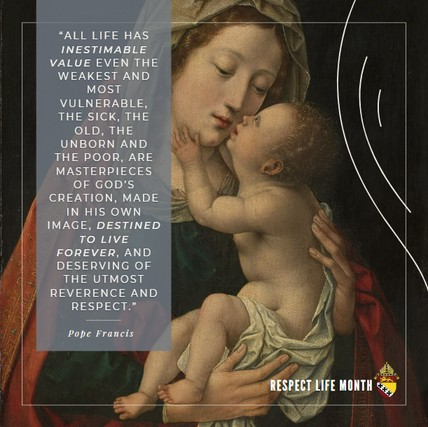 “ALL LIFE HAS
INESTIMABLE
VALUE EVEN THE
WEAKEST AND
MOST
VULNERABLE,
THE SICK, THE
OLD, THE
UNBORN AND
THE POOR, ARE
MASTERPIECES
OF GOD'S
CREATION, MADE
IN HIS OWN
IMAGE, DESTINED
TO LIVE
FOREVER, AND
DESERVING OF
THE UTMOST
REVERENCE AND
RESPECT.”
Pope Francis
RESPECT LIFE MONTH